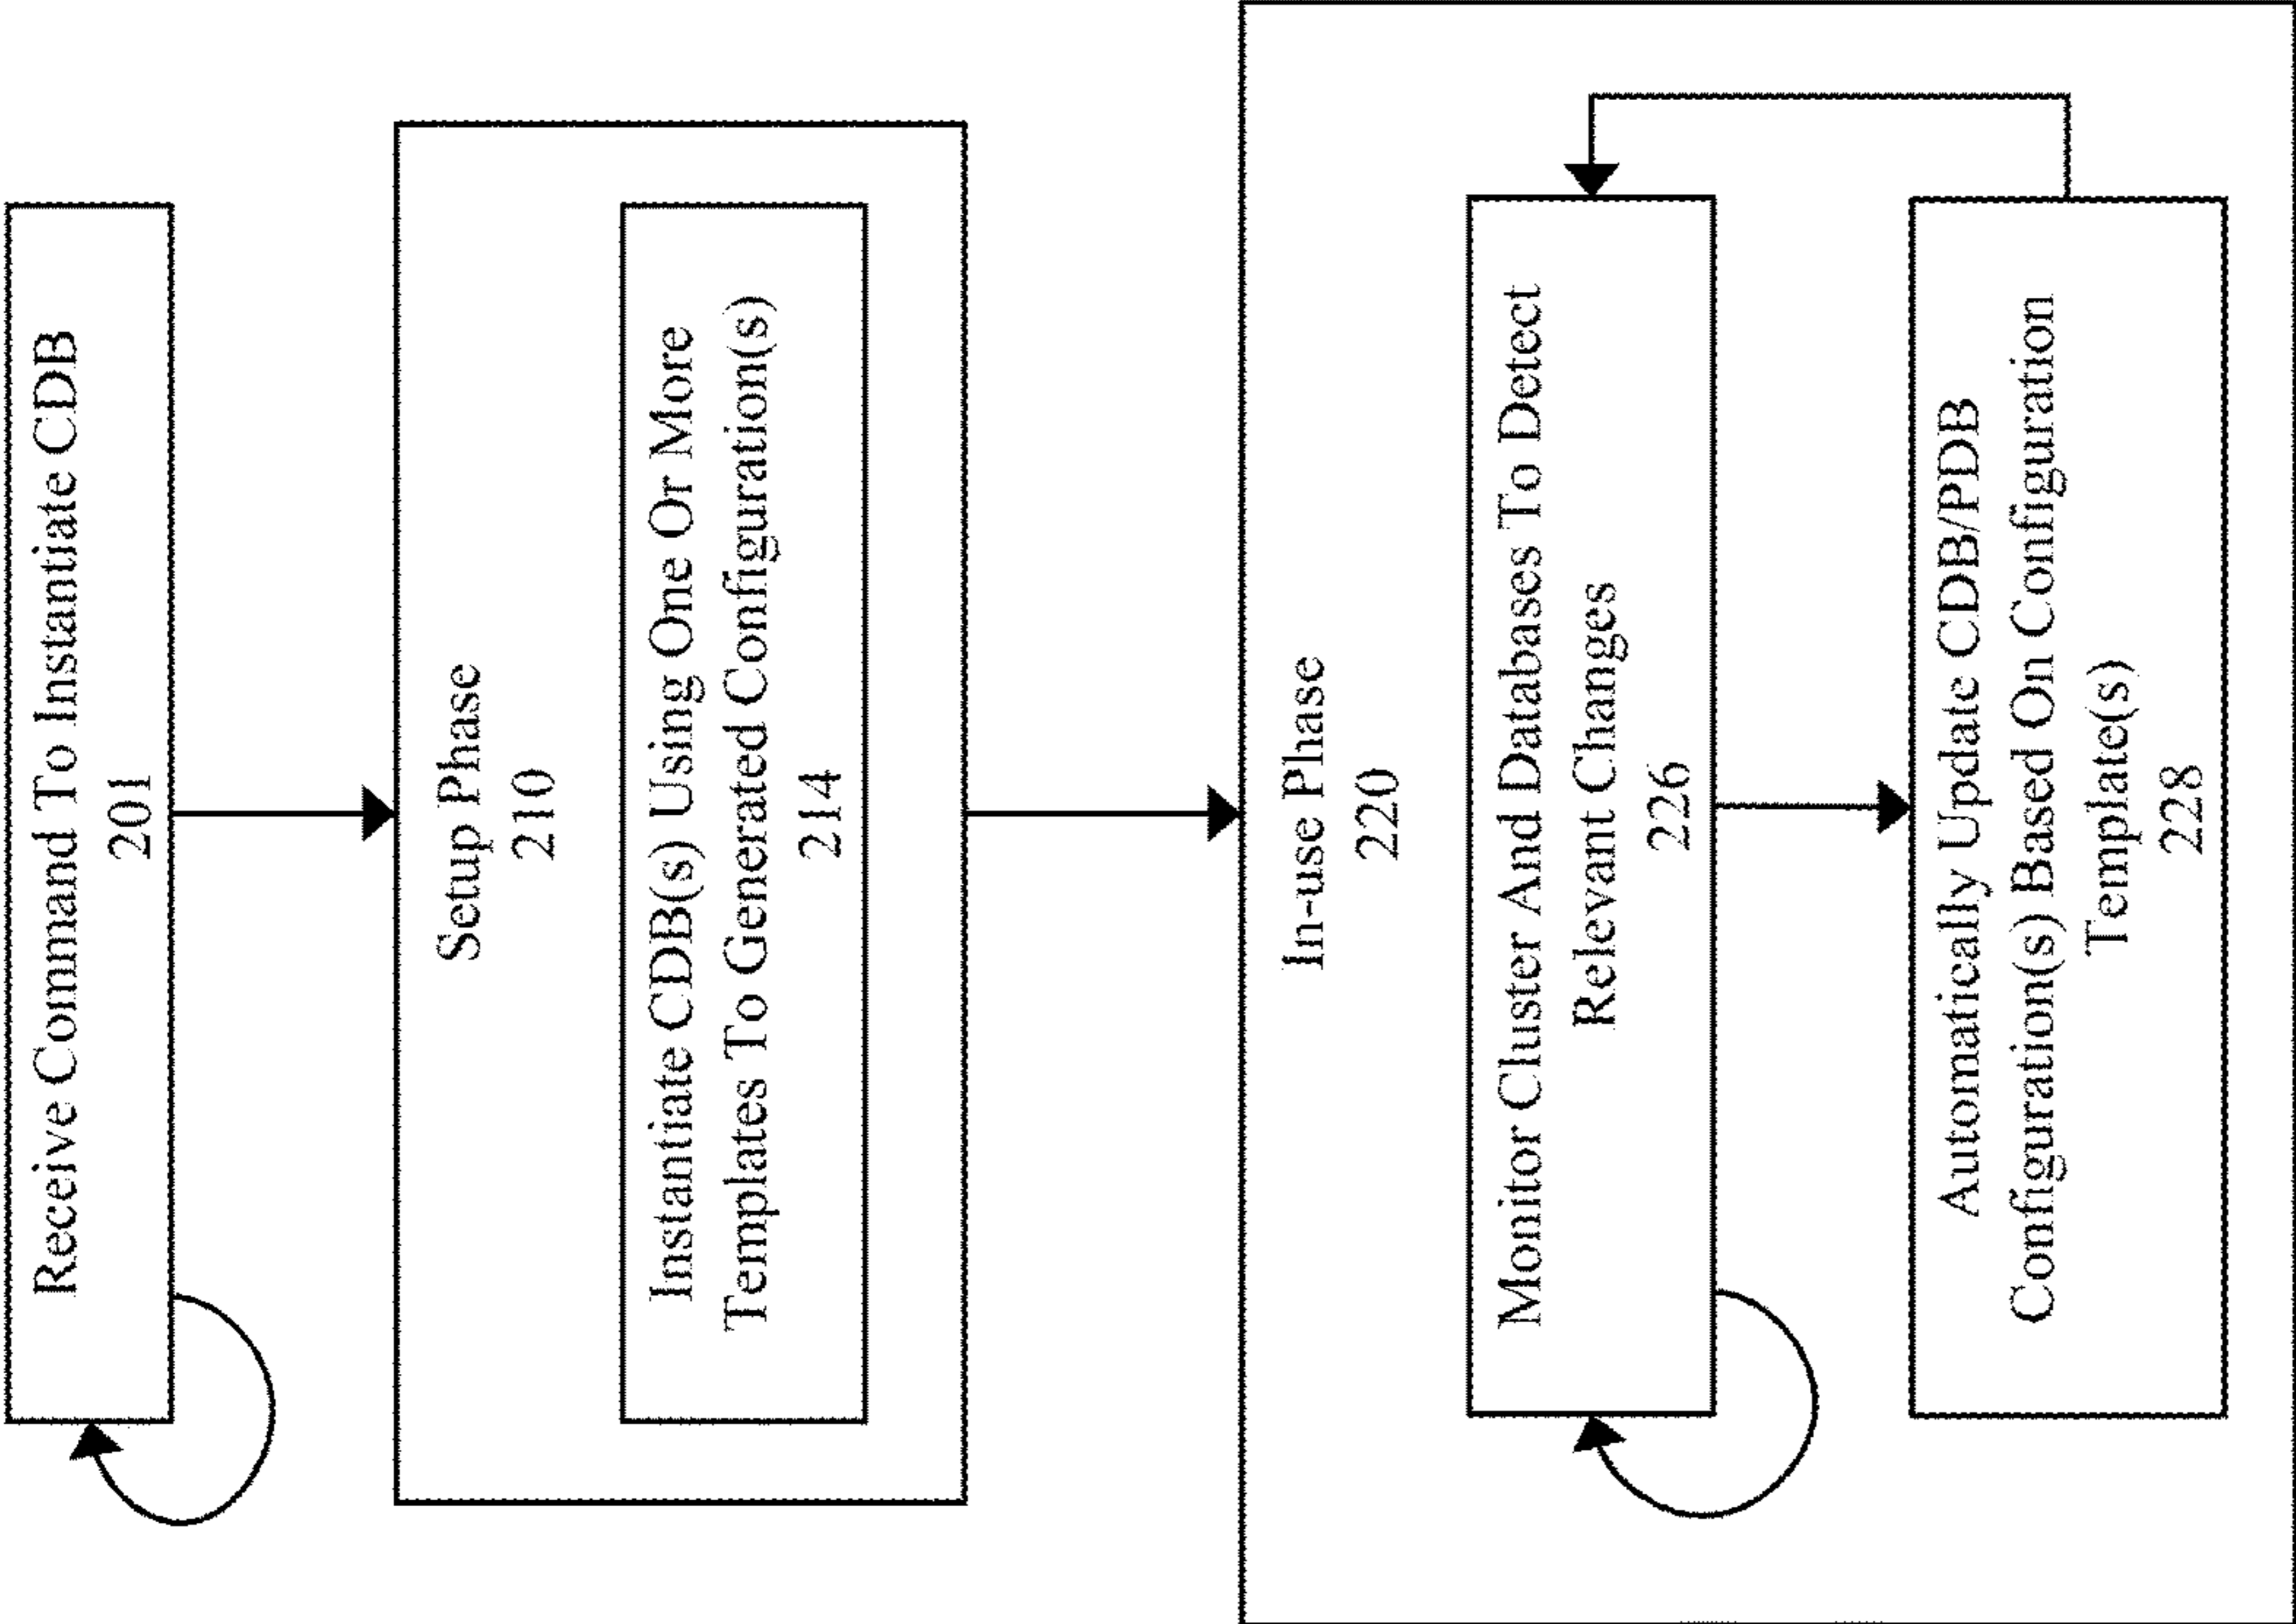 Receive Command To Instantiate CDB
201
Setup Phase
210
Instantiate CDB(s) Using One Or More
Templates To Generated Configurations(s)
214
In-use Phase
220
Monitor Cluster And Databases To Detect
Relevant Changes
226
Automatically Update CDB/PDB
Configuration(s) Based On Configuration
Template(s)
228